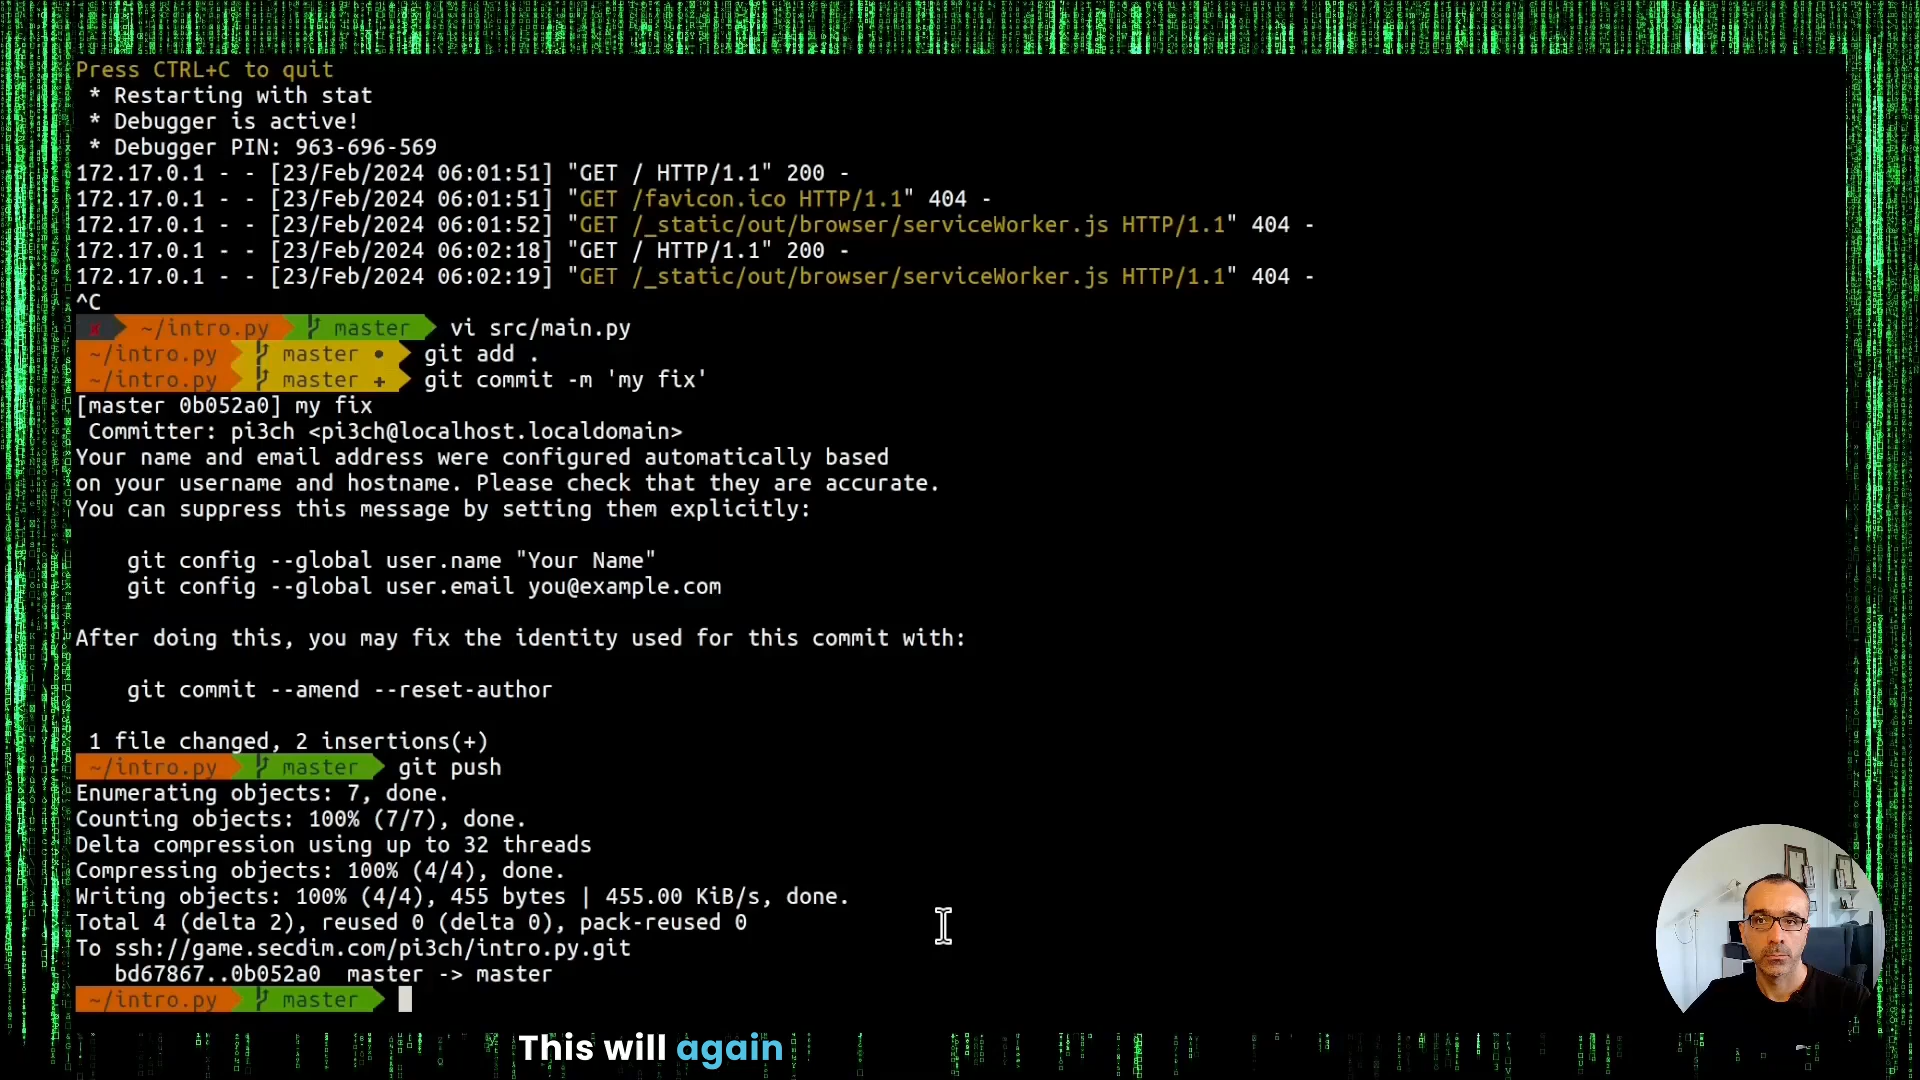 Press CTRL+C to quit
 * Restarting with stat
 * Debugger is active!
 * Debugger PIN: 963-696-569
172.17.0.1 - - [23/Feb/2024 06:01:51] "GET / HTTP/1.1" 200 -
172.17.0.1 - - [23/Feb/2024 06:01:51] "GET /favicon.ico HTTP/1.1" 404 -
172.17.0.1 - - [23/Feb/2024 06:01:52] "GET /_static/out/browser/serviceWorker.js HTTP/1.1" 404 -
172.17.0.1 - - [23/Feb/2024 06:02:18] "GET / HTTP/1.1" 200 -
172.17.0.1 - - [23/Feb/2024 06:02:19] "GET /_static/out/browser/serviceWorker.js HTTP/1.1" 404 -
^C
~/intro.py master vi src/main.py
~/intro.py master • git add .
~/intro.py master + git commit -m 'my fix'
[master 0b052a0] my fix
 Committer: pi3ch <pi3ch@localhost.localdomain>
Your name and email address were configured automatically based
on your username and hostname. Please check that they are accurate.
You can suppress this message by setting them explicitly:
    git config --global user.name "Your Name"
    git config --global user.email you@example.com
After doing this, you may fix the identity used for this commit with:
    git commit --amend --reset-author
 1 file changed, 2 insertions(+)
~/intro.py master git push
Enumerating objects: 7, done.
Counting objects: 100% (7/7), done.
Delta compression using up to 32 threads
Compressing objects: 100% (4/4), done.
Writing objects: 100% (4/4), 455 bytes | 455.00 KiB/s, done.
Total 4 (delta 2), reused 0 (delta 0), pack-reused 0
To ssh://game.secdim.com/pi3ch/intro.py.git
   bd67867..0b052a0  master -> master
~/intro.py master
This will again